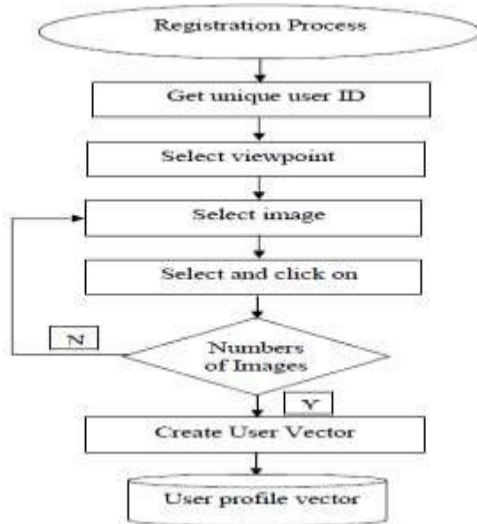 Registration Process
Get unique user ID
Select viewpoint
Select image
Select and click on
N
Numbers
of Images
Y
Create User Vector
User profile vector